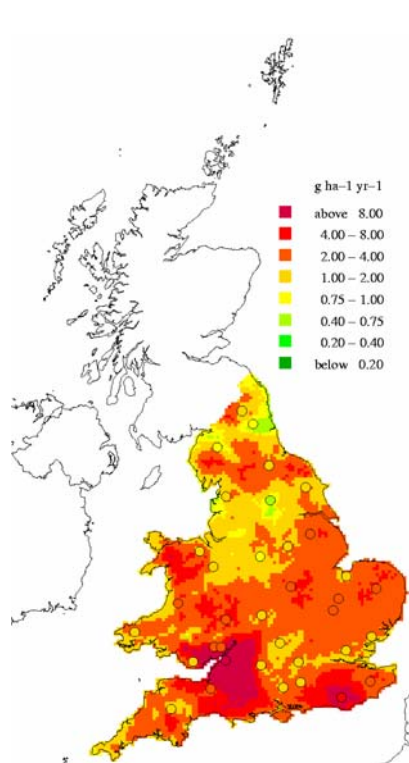 g ha–1 yr–1
above 8.00
4.00 – 8.00
2.00 – 4.00
1.00 – 2.00
0.75 – 1.00
0.40 – 0.75
0.20 – 0.40
below 0.20